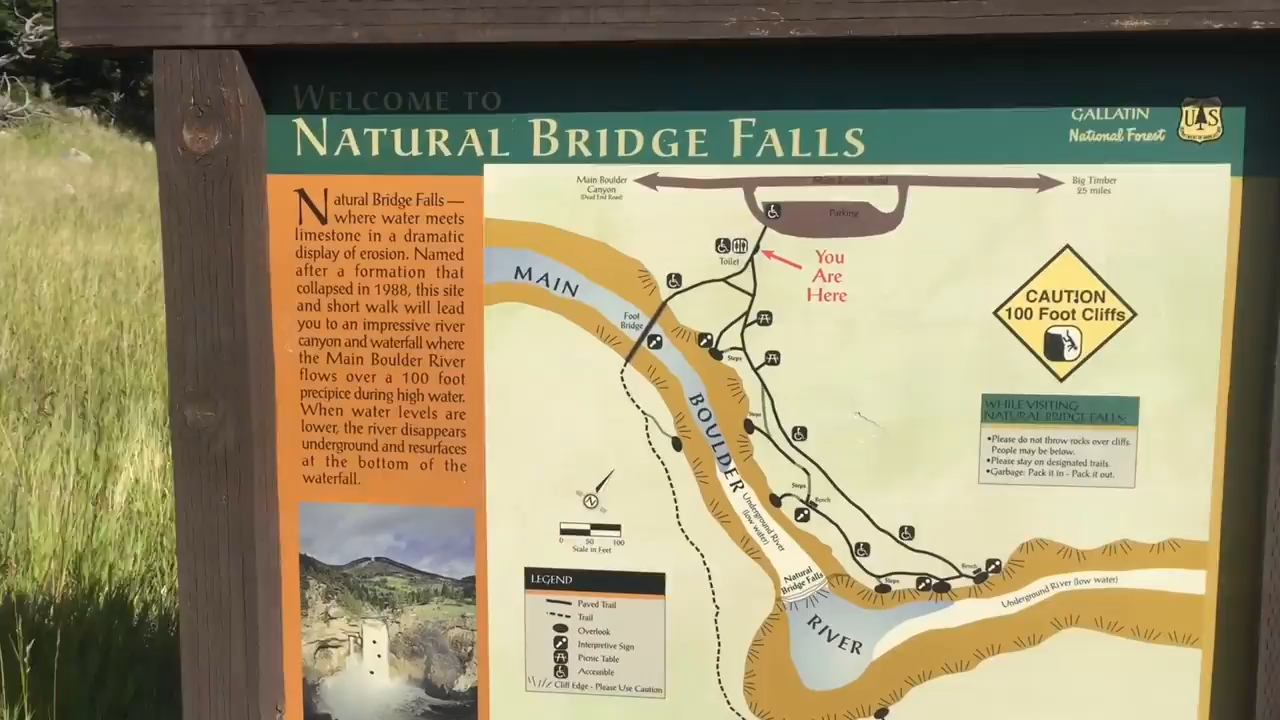 WELCOME TO
NATURAL BRIDGE FALLS
GALLATIN
National Forest
US
Natural Bridge Falls —
where water meets
limestone in a dramatic
display of erosion. Named
after a formation that
collapsed in 1988, this site
and short walk will lead
you to an impressive river
canyon and waterfall where
the Main Boulder River
flows over a 100 foot
precipice during high water.
When water levels are
lower, the river disappears
underground and resurfaces
at the bottom of the
waterfall.
Main Boulder
Canyon
(Dead End Road)
Big Timber
25 miles
Parking
Toilet
You
Are
Here
MAIN
Foot
Bridge
Steps
BOULDER
Steps
Steps
Bench
Underground River
(low water)
Natural
Bridge Falls
RIVER
Steps
Bench
Underground River (low water)
CAUTION
100 Foot Cliffs
WHILE VISITING
NATURAL BRIDGE FALLS
•Please do not throw rocks over cliffs.
People may be below.
•Please stay on designated trails.
•Garbage: Pack it in - Pack it out.
N
0 50 100
Scale in Feet
LEGEND
Paved Trail
Trail
Overlook
Interpretive Sign
Picnic Table
Accessible
Cliff Edge - Please Use Caution